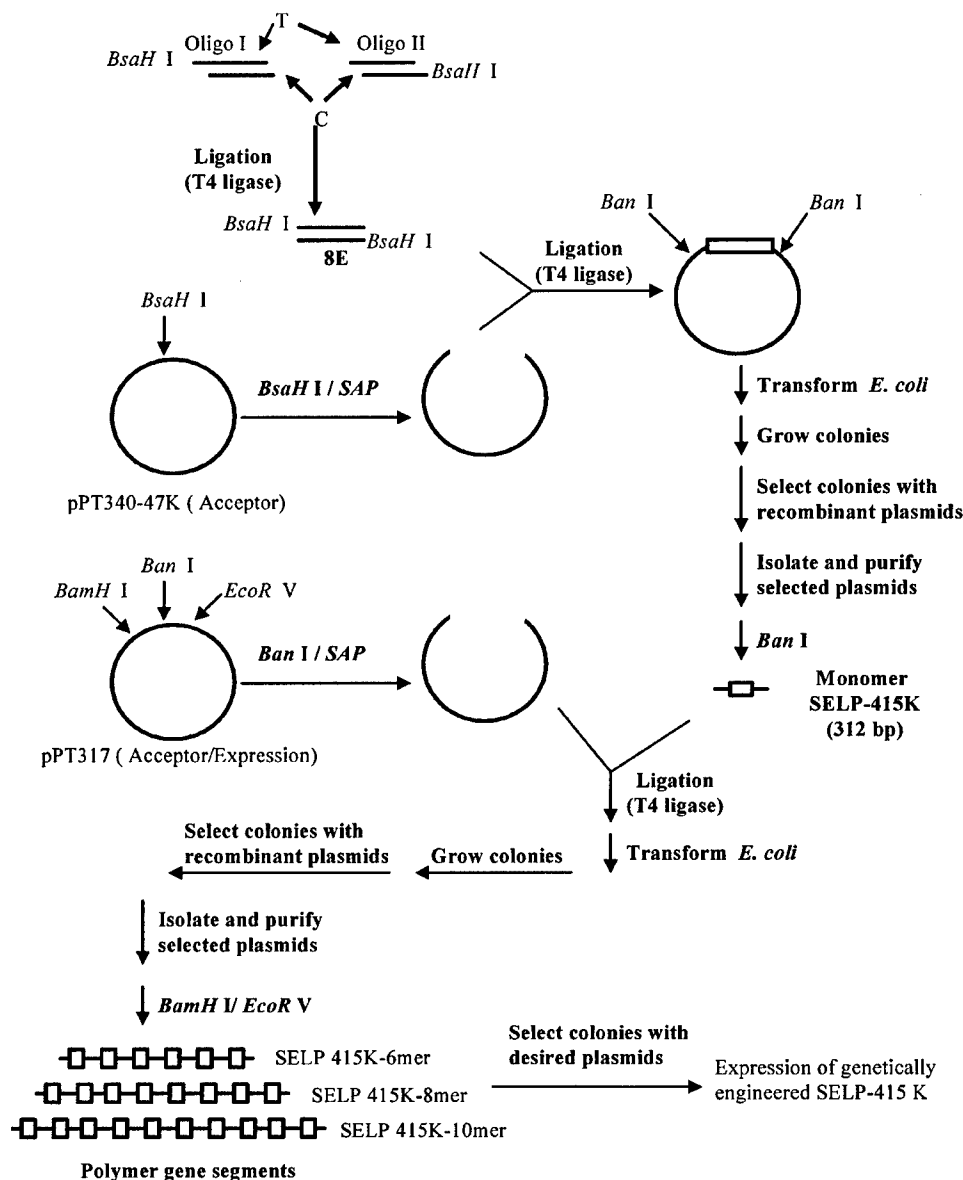 T
Oligo I
Oligo II
BsaH I
BsaH I
C
Ligation
(T4 ligase)
BsaH I
BsaH I
8E
Ligation
(T4 ligase)
Ban I
Ban I
BsaH I
BsaH I / SAP
pPT340-47K ( Acceptor)
Transform E. coli
Grow colonies
Select colonies with
recombinant plasmids
Isolate and purify
selected plasmids
Ban I
Monomer
SELP-415K
(312 bp)
Ban I
BamH I
EcoR V
Ban I / SAP
pPT317 ( Acceptor/Expression)
Ligation
(T4 ligase)
Transform E. coli
Grow colonies
Select colonies with
recombinant plasmids
Isolate and purify
selected plasmids
BamH I/ EcoR V
SELP 415K-6mer
SELP 415K-8mer
SELP 415K-10mer
Polymer gene segments
Select colonies with
desired plasmids
Expression of genetically
engineered SELP-415 K